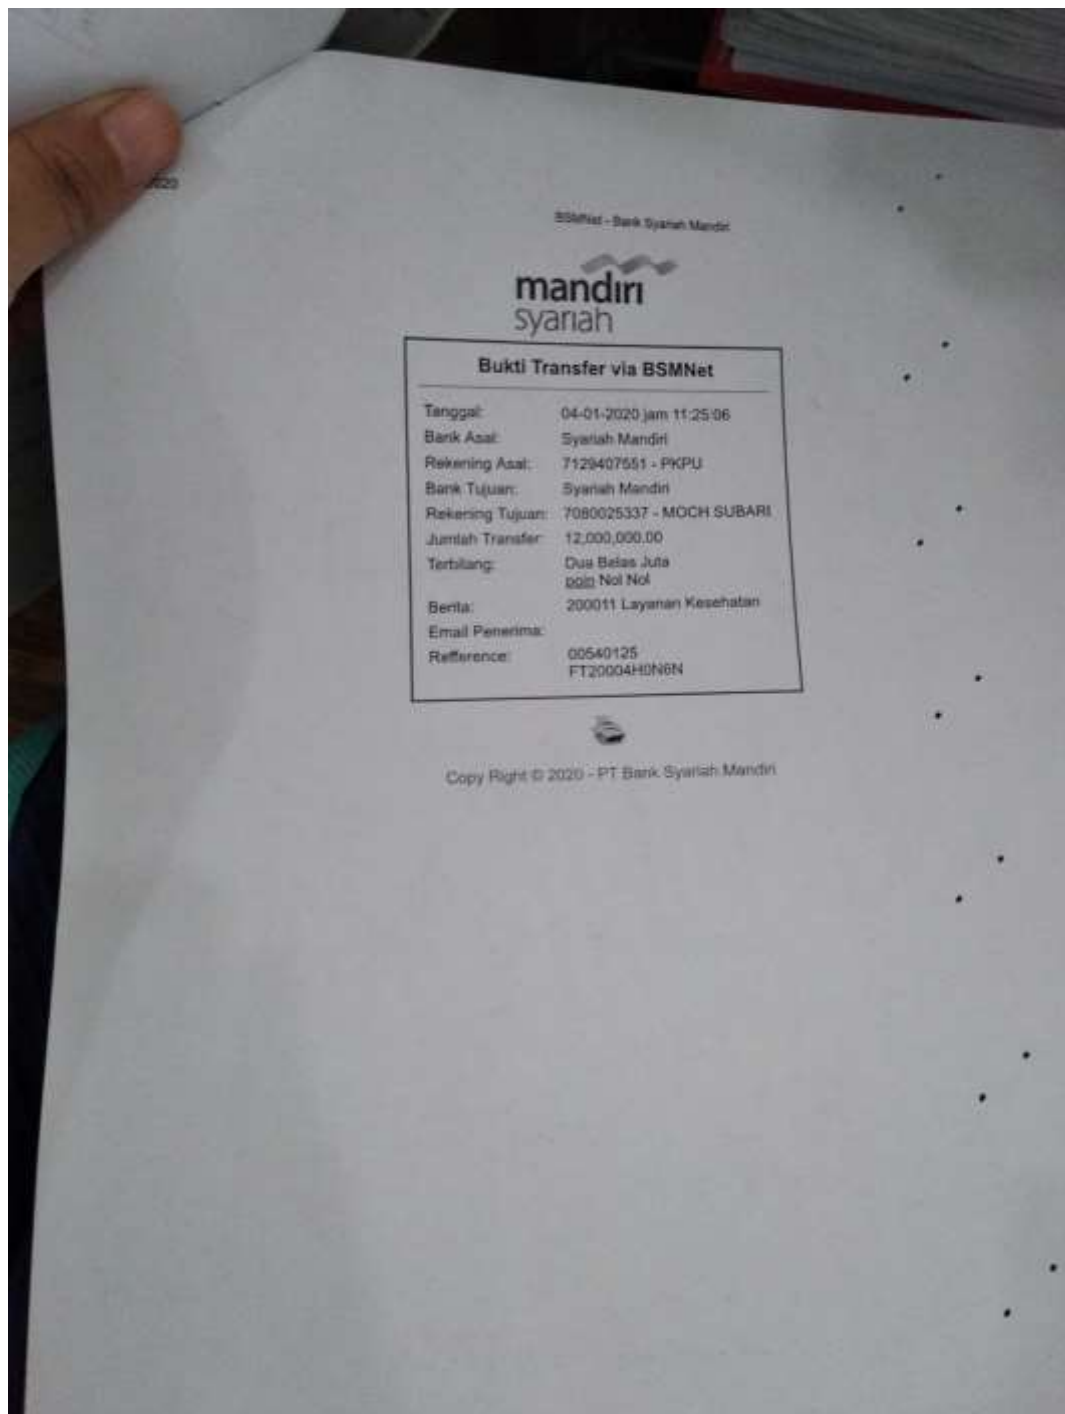 2020
BSMNet - Bank Syariah Mandiri
mandiri
syariah
Bukti Transfer via BSMNet
Tanggal: 04-01-2020 jam 11:25:06
Bank Asal: Syariah Mandiri
Rekening Asal: 7129407551 - PKPU
Bank Tujuan: Syariah Mandiri
Rekening Tujuan: 7080025337 - MOCH SUBARI
Jumlah Transfer: 12,000,000.00
Terbilang: Dua Belas Juta
poin Nol Nol
Berita: 200011 Layanan Kesehatan
Email Penerima:
Refference: 00540125
FT20004H0N6N
Copy Right © 2020 - PT Bank Syariah Mandiri